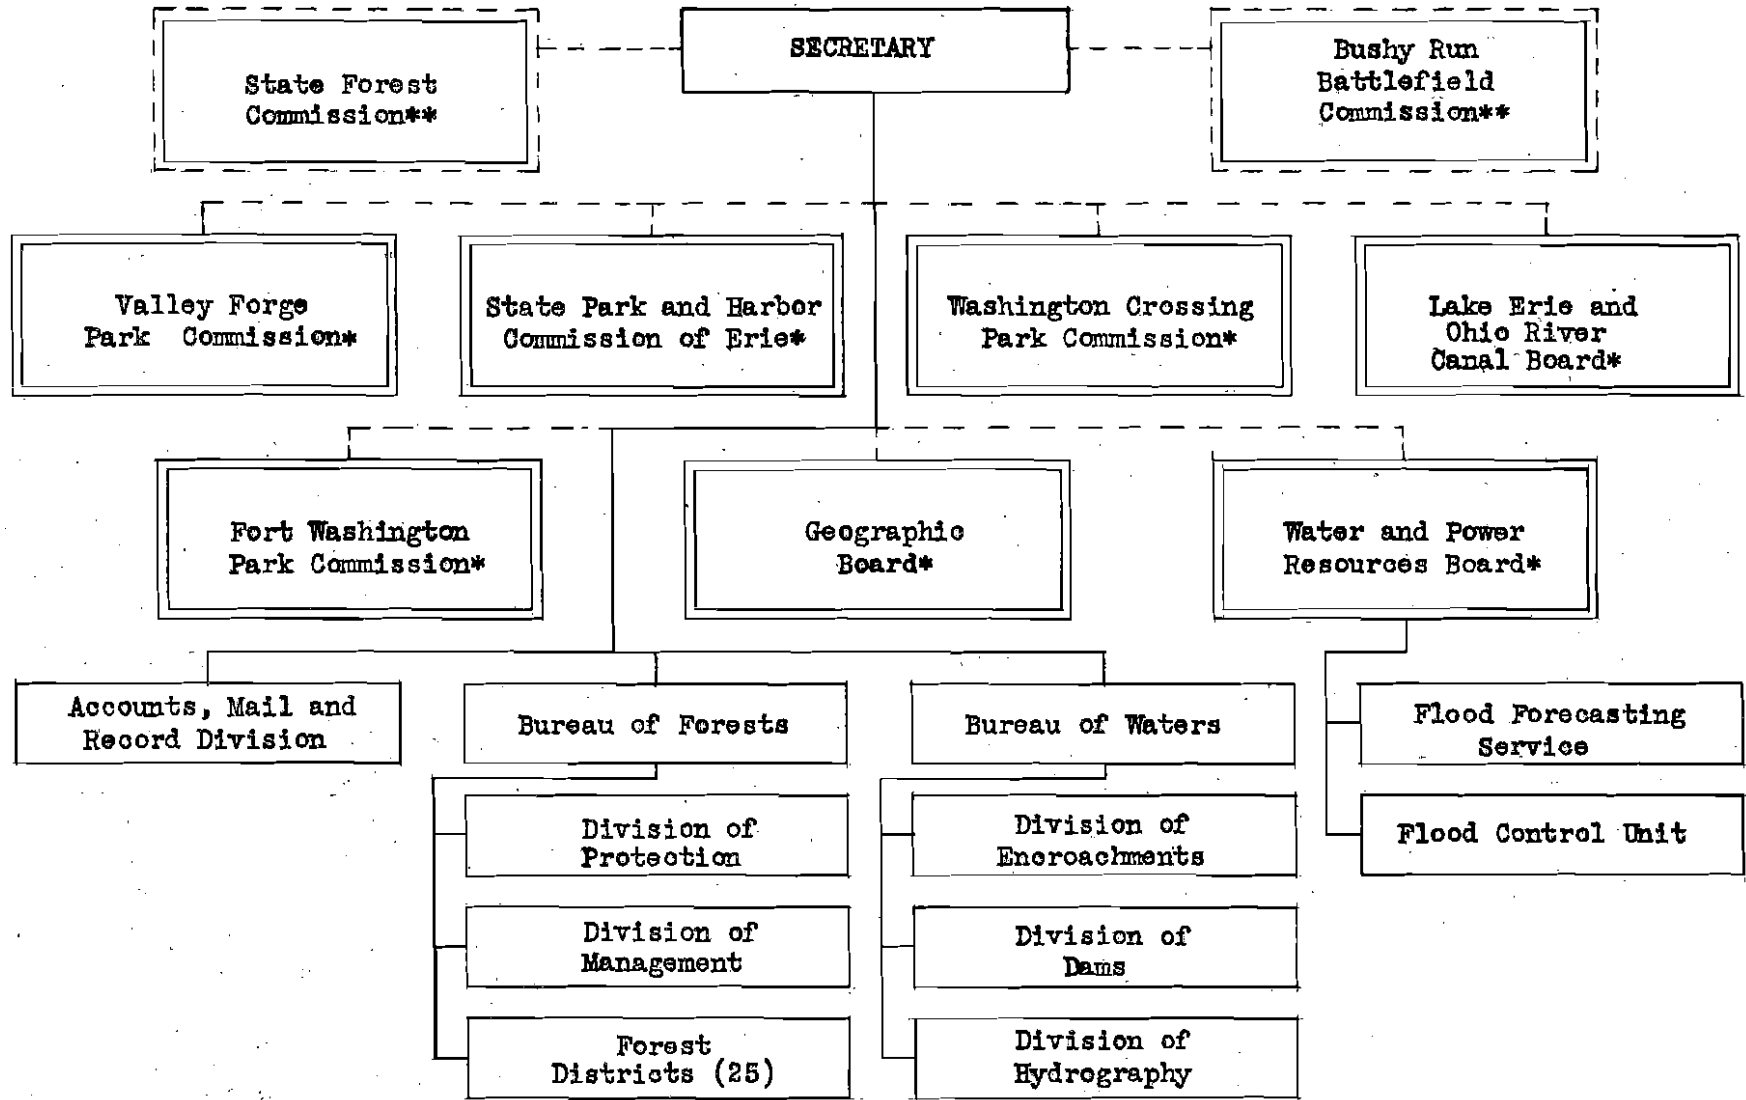 SECRETARY
State Forest
Commission**
Bushy Run
Battlefield
Commission**
Valley Forge
Park Commission*
State Park and Harbor
Commission of Erie*
Washington Crossing
Park Commission*
Lake Erie and
Ohio River
Canal Board*
Fort Washington
Park Commission*
Geographic
Board*
Water and Power
Resources Board*
Accounts, Mail and
Record Division
Bureau of Forests
Bureau of Waters
Flood Forecasting
Service
Division of
Protection
Division of
Encroachments
Flood Control Unit
Division of
Management
Division of
Dams
Forest
Districts (25)
Division of
Hydrography